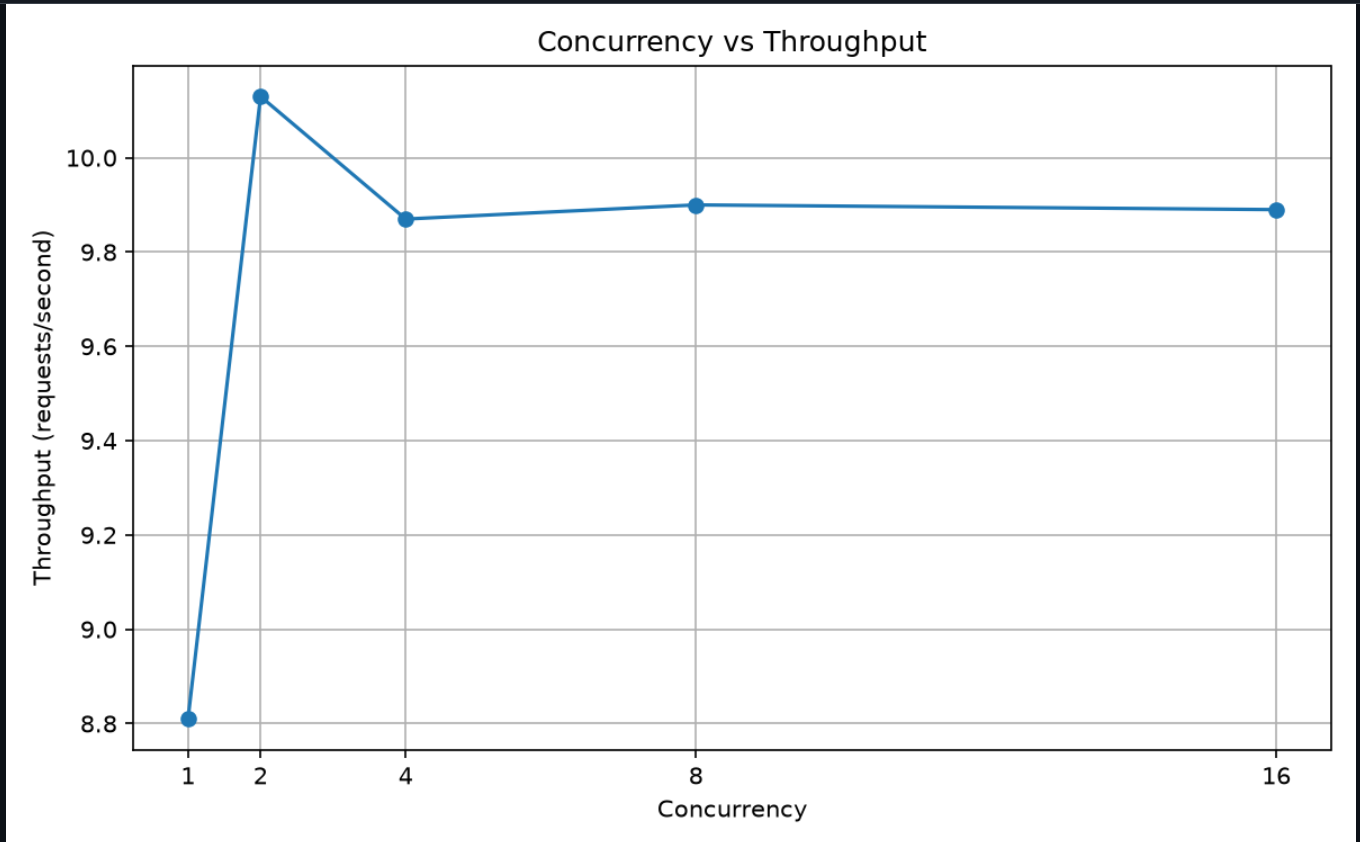 Concurrency vs Throughput
10.0
9.8
9.6
9.4
9.2
9.0
8.8
Throughput (requests/second)
1 2 4 8 16
Concurrency